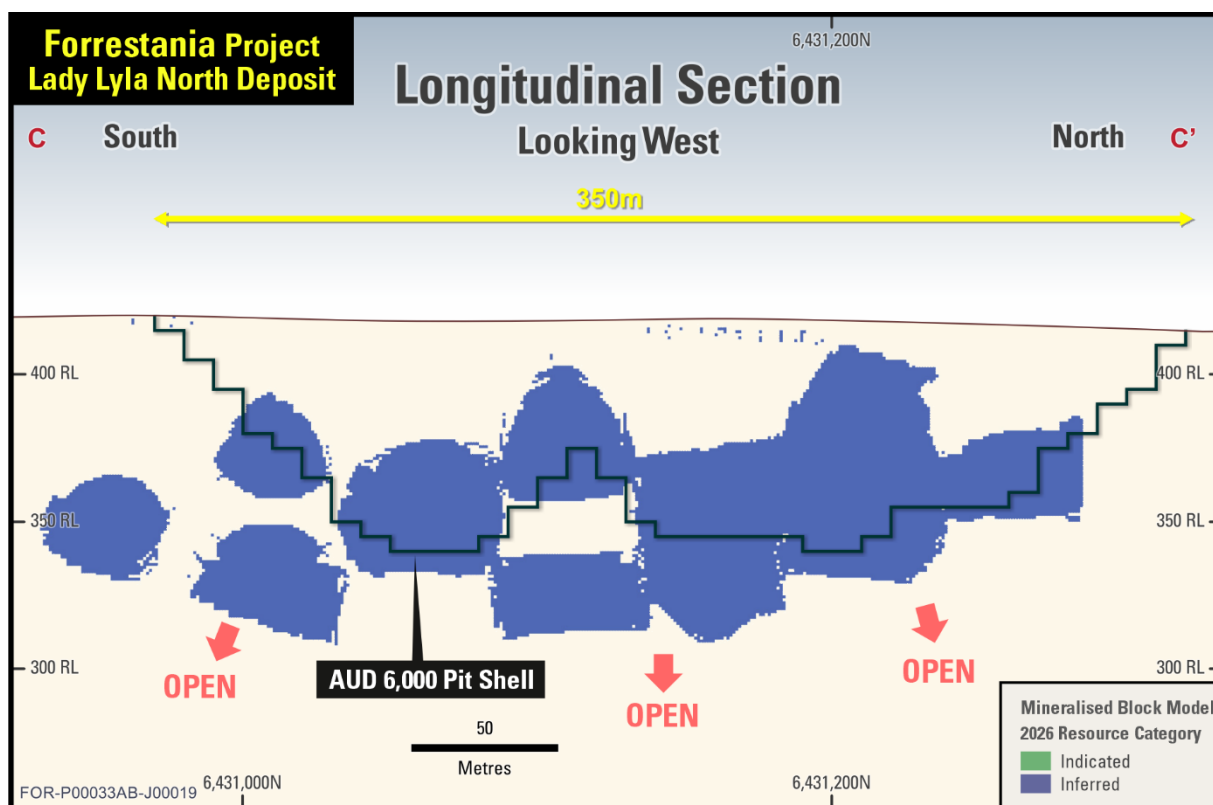 Forrestania Project
Lady Lyla North Deposit
6,431,200N
Longitudinal Section
Looking West
C
South
North
C’
350m
400 RL
400 RL
350 RL
350 RL
300 RL
300 RL
OPEN
AUD 6,000 Pit Shell
OPEN
OPEN
50
Metres
Mineralised Block Model
2026 Resource Category
Indicated
Inferred
FOR-P00033AB-J00019
6,431,000N
6,431,200N